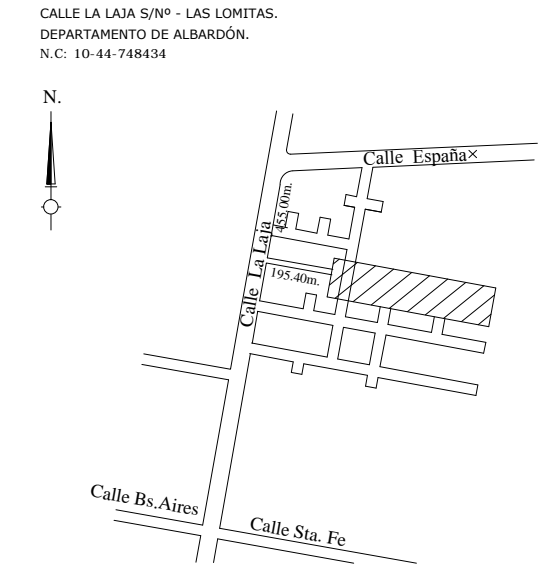 CALLE LA LAJA S/Nº - LAS LOMITAS.
DEPARTAMENTO DE ALBARDÓN.
N.C: 10-44-748434
N.
Calle España×
455.00m.
Calle La Laja
195.40m.
Calle Bs.Aires
Calle Sta. Fe